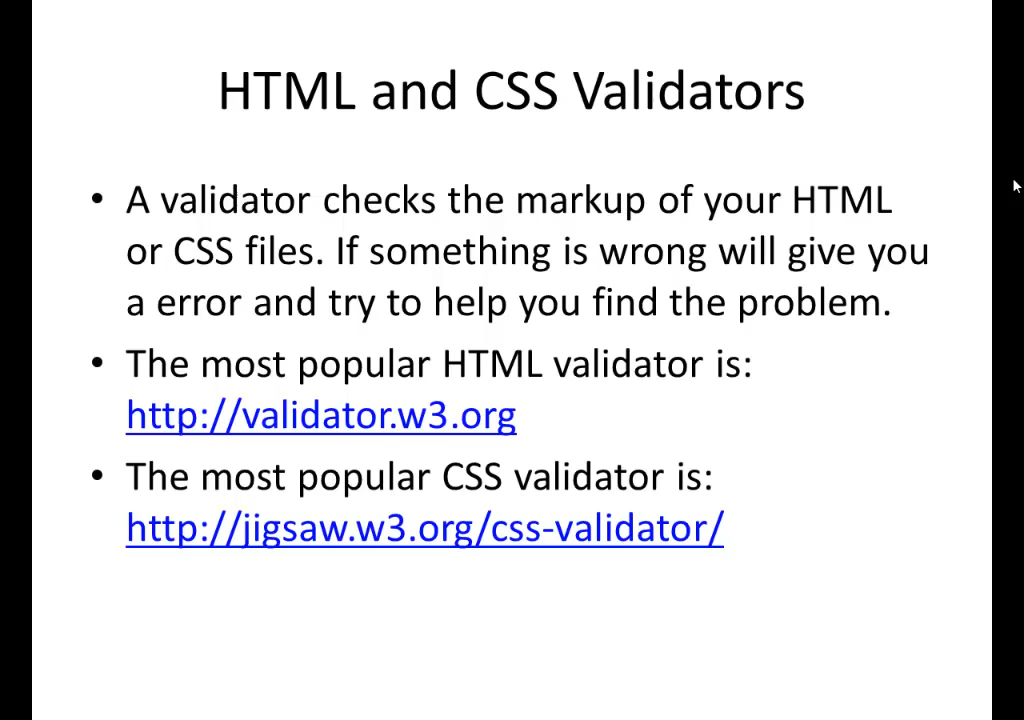 HTML and CSS Validators
• A validator checks the markup of your HTML
or CSS files. If something is wrong will give you
a error and try to help you find the problem.
• The most popular HTML validator is:
http://validator.w3.org
• The most popular CSS validator is:
http://jigsaw.w3.org/css-validator/